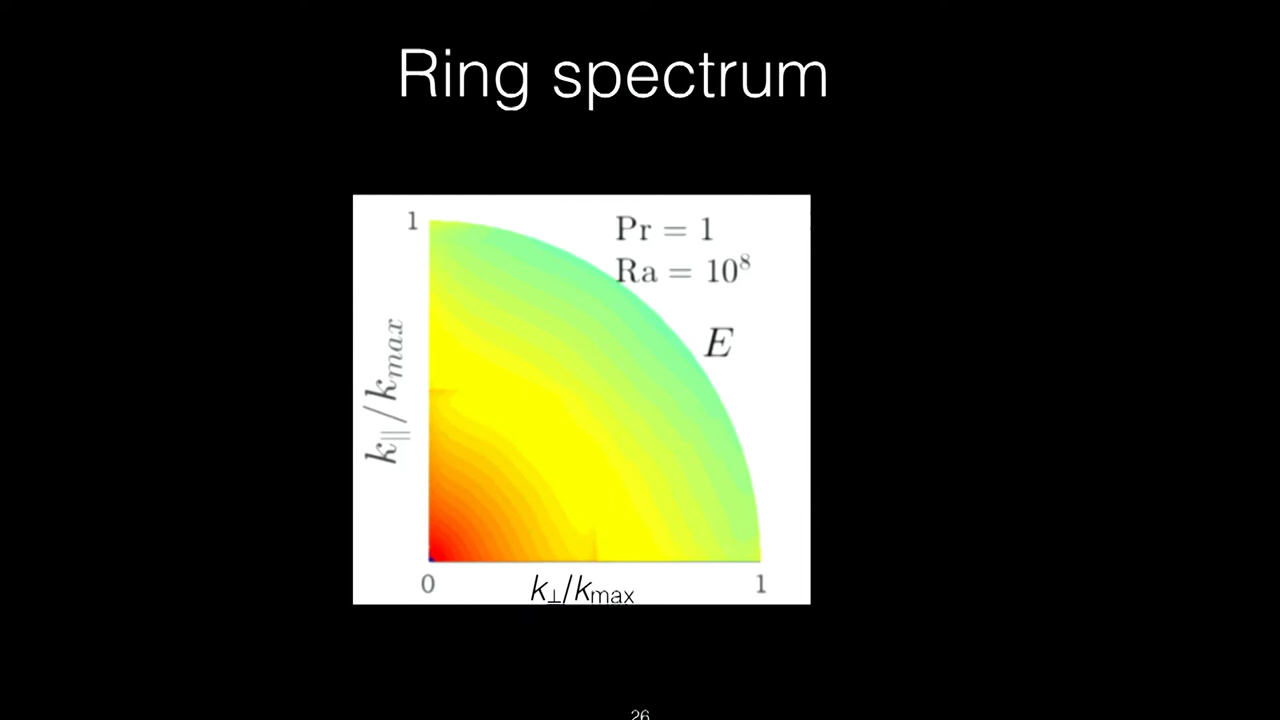 Ring spectrum
1
Pr = 1
Ra = 10⁸
E
k∥/kmax
0
k⊥/kmax
1
26